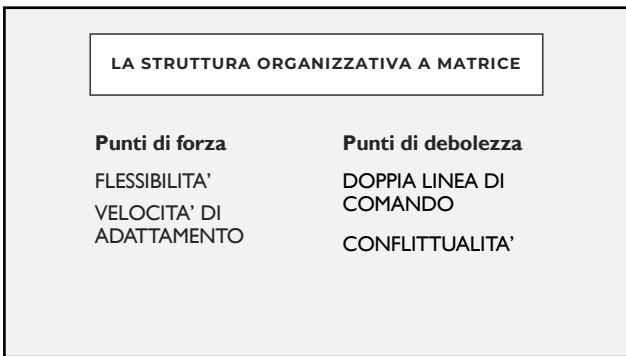 LA STRUTTURA ORGANIZZATIVA A MATRICE
Punti di forza
FLESSIBILITA’
VELOCITA’ DI
ADATTAMENTO
Punti di debolezza
DOPPIA LINEA DI
COMANDO
CONFLITTUALITA’